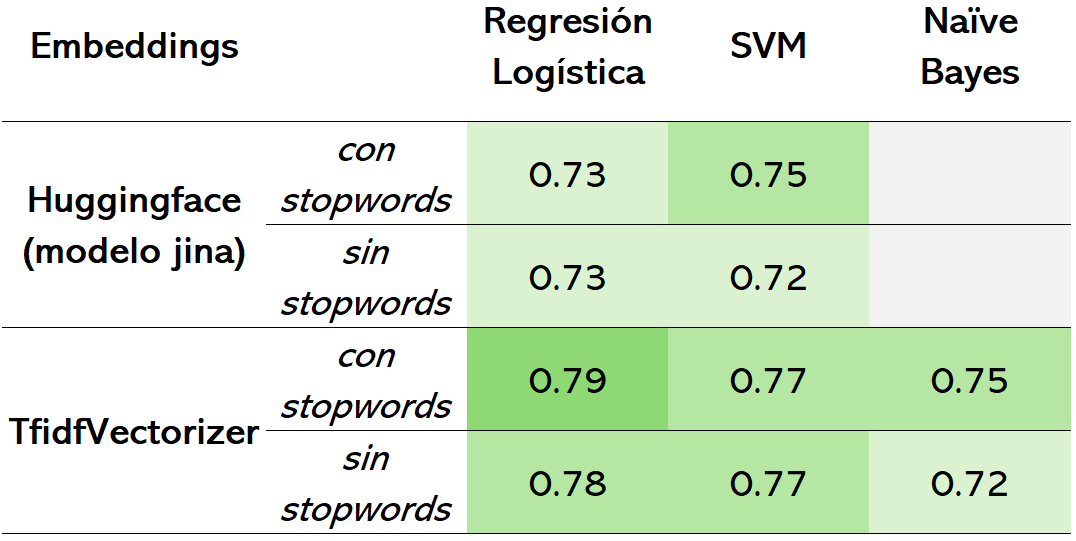 Embeddings
Regresión
Logística
SVM
Naïve
Bayes
Huggingface
(modelo jina)
con
stopwords
0.73
0.75
sin
stopwords
0.73
0.72
TfidfVectorizer
con
stopwords
0.79
0.77
0.75
sin
stopwords
0.78
0.77
0.72